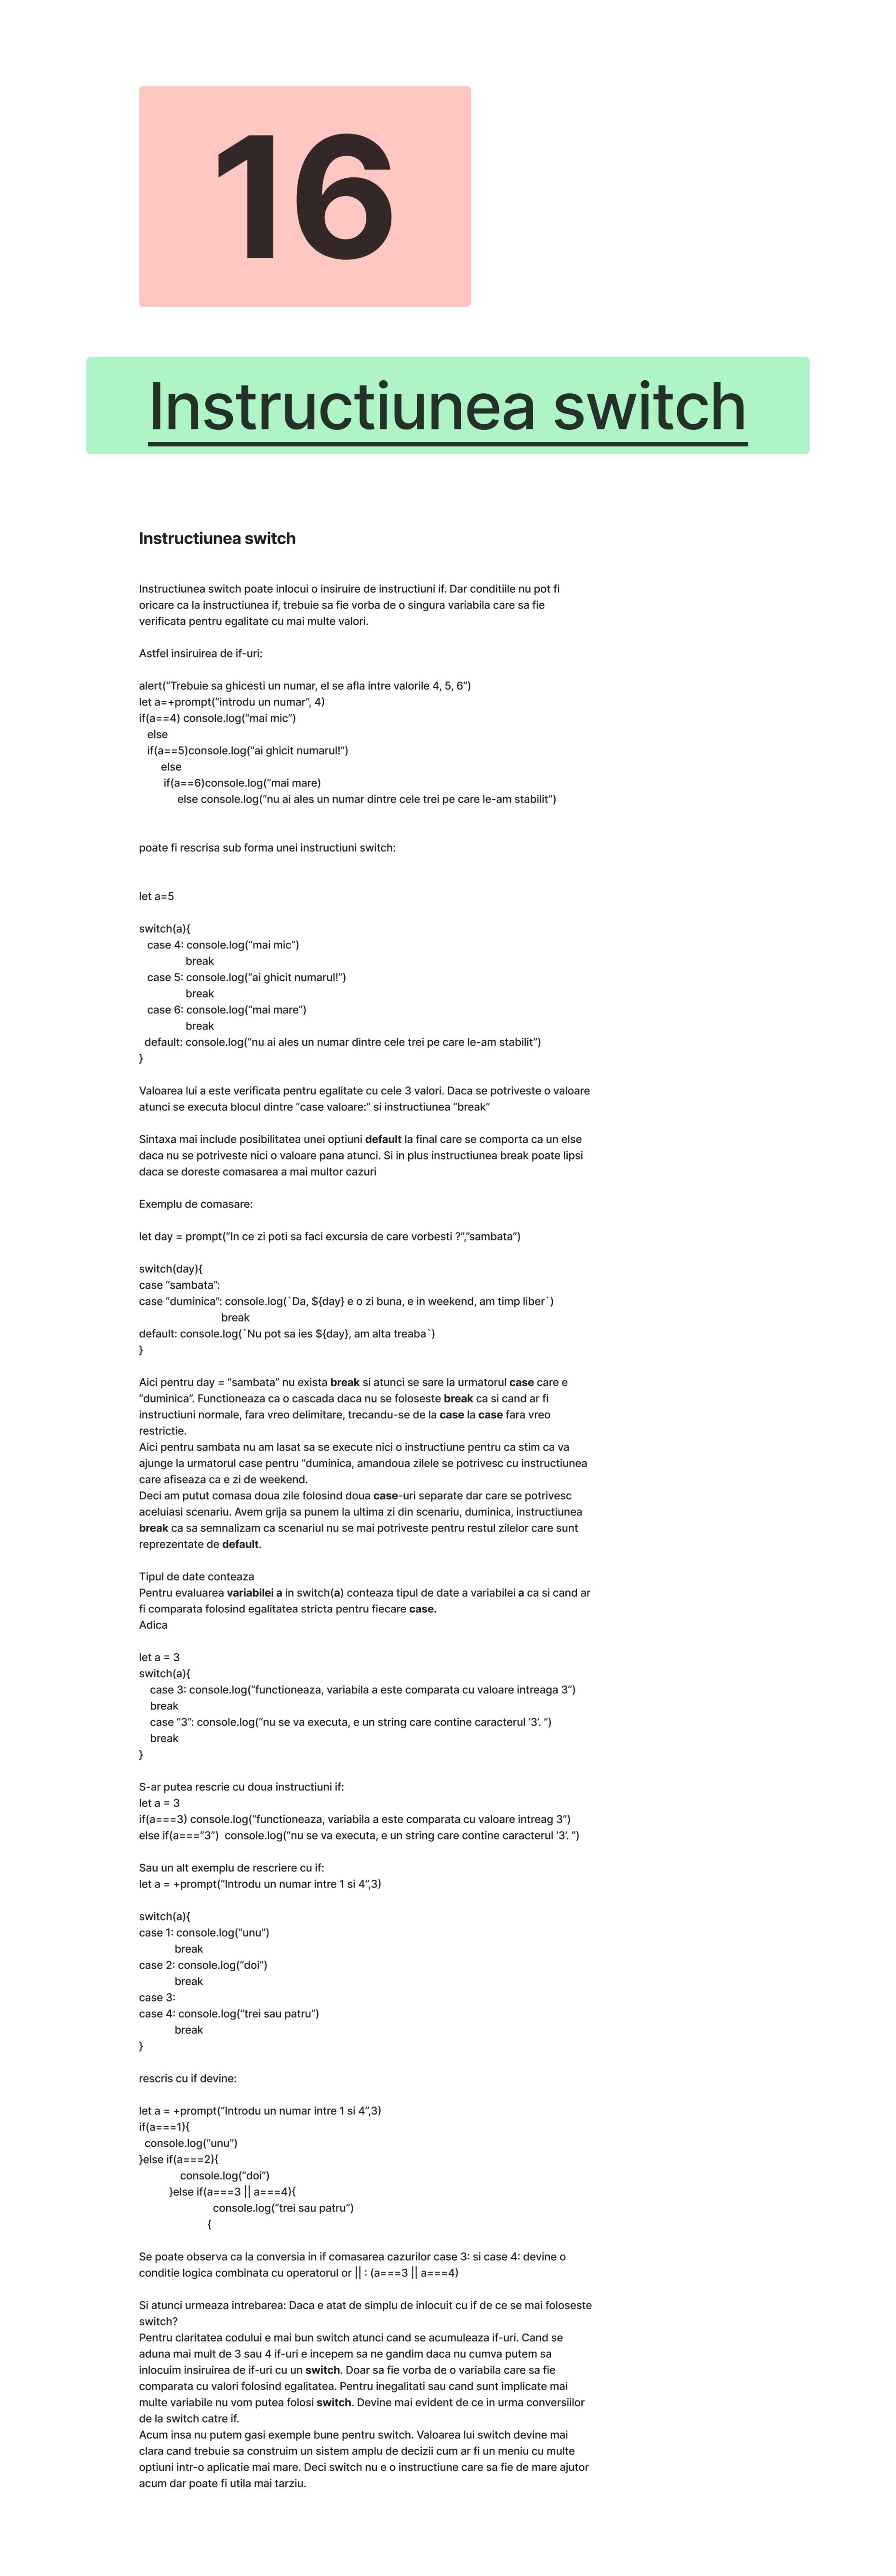 16
Instructiunea switch
Instructiunea switch
Instructiunea switch poate inlocui o insiruire de instructiuni if. Dar conditiile nu pot fi
oricare ca la instructiunea if, trebuie sa fie vorba de o singura variabila care sa fie
verificata pentru egalitate cu mai multe valori.
Astfel insiruirea de if-uri:
alert(“Trebuie sa ghicesti un numar, el se afla intre valorile 4, 5, 6”)
let a=+prompt(“introdu un numar”, 4)
if(a==4) console.log(“mai mic”)
else
if(a==5)console.log(“ai ghicit numarul!”)
else
if(a==6)console.log(“mai mare)
else console.log(“nu ai ales un numar dintre cele trei pe care le-am stabilit”)
poate fi rescrisa sub forma unei instructiuni switch:
let a=5
switch(a){
case 4: console.log(“mai mic”)
break
case 5: console.log(“ai ghicit numarul!”)
break
case 6: console.log(“mai mare”)
break
default: console.log(“nu ai ales un numar dintre cele trei pe care le-am stabilit”)
}
Valoarea lui a este verificata pentru egalitate cu cele 3 valori. Daca se potriveste o valoare
atunci se executa blocul dintre “case valoare:” si instructiunea “break”
Sintaxa mai include posibilitatea unei optiuni default la final care se comporta ca un else
daca nu se potriveste nici o valoare pana atunci. Si in plus instructiunea break poate lipsi
daca se doreste comasarea a mai multor cazuri
Exemplu de comasare:
let day = prompt(“In ce zi poti sa faci excursia de care vorbesti ?”,”sambata”)
switch(day){
case “sambata”:
case “duminica”: console.log(`Da, ${day} e o zi buna, e in weekend, am timp liber`)
break
default: console.log(`Nu pot sa ies ${day}, am alta treaba`)
}
Aici pentru day = “sambata” nu exista break si atunci se sare la urmatorul case care e
“duminica”. Functioneaza ca o cascada daca nu se foloseste break ca si cand ar fi
instructiuni normale, fara vreo delimitare, trecandu-se de la case la case fara vreo
restrictie.
Aici pentru sambata nu am lasat sa se execute nici o instructiune pentru ca stim ca va
ajunge la urmatorul case pentru “duminica, amandoua zilele se potrivesc cu instructiunea
care afiseaza ca e zi de weekend.
Deci am putut comasa doua zile folosind doua case-uri separate dar care se potrivesc
aceluiasi scenariu. Avem grija sa punem la ultima zi din scenariu, duminica, instructiunea
break ca sa semnalizam ca scenariul nu se mai potriveste pentru restul zilelor care sunt
reprezentate de default.
Tipul de date conteaza
Pentru evaluarea variabilei a in switch(a) conteaza tipul de date a variabilei a ca si cand ar
fi comparata folosind egalitatea stricta pentru fiecare case.
Adica
let a = 3
switch(a){
case 3: console.log(“functioneaza, variabila a este comparata cu valoare intreaga 3”)
break
case “3”: console.log(“nu se va executa, e un string care contine caracterul ‘3’. ”)
break
}
S-ar putea rescrie cu doua instructiuni if:
let a = 3
if(a===3) console.log(“functioneaza, variabila a este comparata cu valoare intreag 3”)
else if(a===”3”) console.log(“nu se va executa, e un string care contine caracterul ‘3’. ”)
Sau un alt exemplu de rescriere cu if:
let a = +prompt(“Introdu un numar intre 1 si 4”,3)
switch(a){
case 1: console.log(“unu”)
break
case 2: console.log(“doi”)
break
case 3:
case 4: console.log(“trei sau patru”)
break
}
rescris cu if devine:
let a = +prompt(“Introdu un numar intre 1 si 4”,3)
if(a===1){
console.log(“unu”)
}else if(a===2){
console.log(“doi”)
}else if(a===3 || a===4){
console.log(“trei sau patru”)
{
Se poate observa ca la conversia in if comasarea cazurilor case 3: si case 4: devine o
conditie logica combinata cu operatorul or || : (a===3 || a===4)
Si atunci urmeaza intrebarea: Daca e atat de simplu de inlocuit cu if de ce se mai foloseste
switch?
Pentru claritatea codului e mai bun switch atunci cand se acumuleaza if-uri. Cand se
aduna mai mult de 3 sau 4 if-uri e incepem sa ne gandim daca nu cumva putem sa
inlocuim insiruirea de if-uri cu un switch. Doar sa fie vorba de o variabila care sa fie
comparata cu valori folosind egalitatea. Pentru inegalitati sau cand sunt implicate mai
multe variabile nu vom putea folosi switch. Devine mai evident de ce in urma conversiilor
de la switch catre if.
Acum insa nu putem gasi exemple bune pentru switch. Valoarea lui switch devine mai
clara cand trebuie sa construim un sistem amplu de decizii cum ar fi un meniu cu multe
optiuni intr-o aplicatie mai mare. Deci switch nu e o instructiune care sa fie de mare ajutor
acum dar poate fi utila mai tarziu.